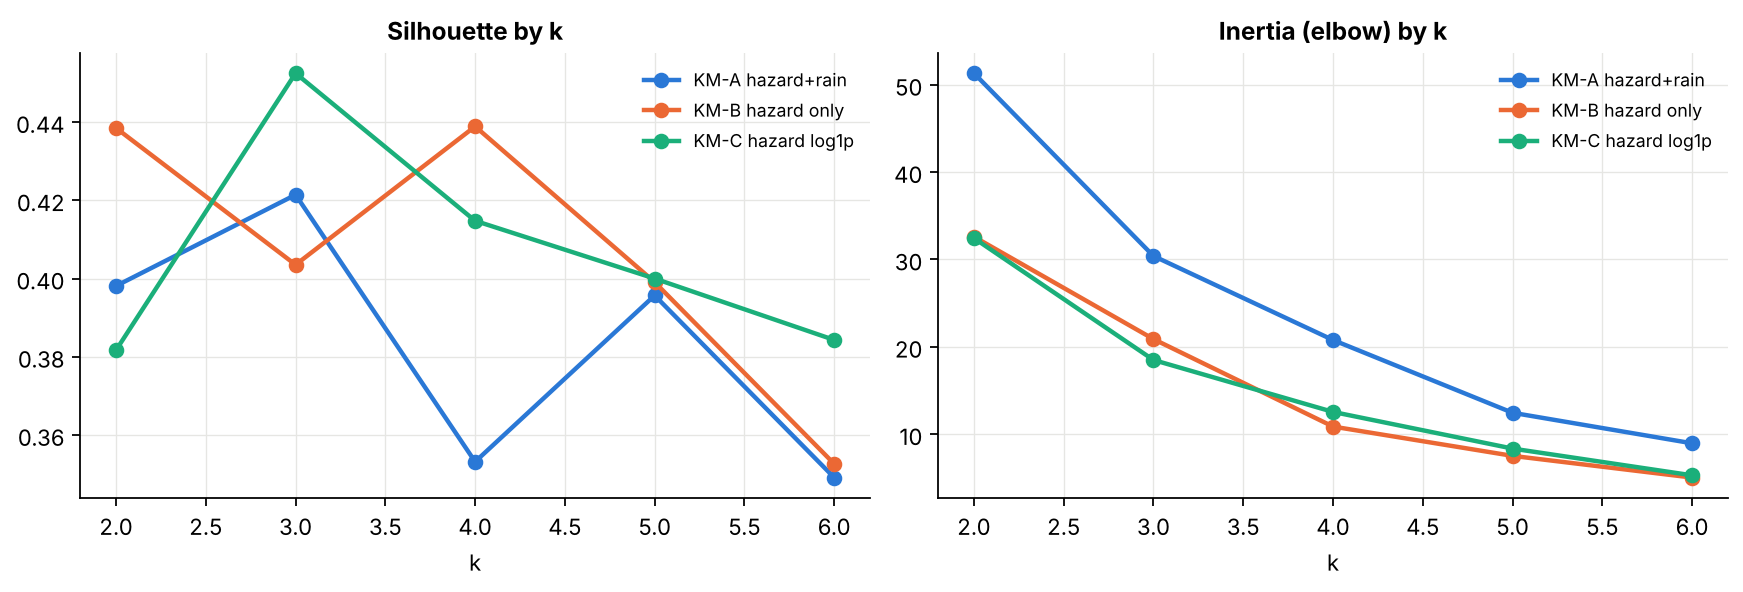 Silhouette by k
KM-A hazard+rain
KM-B hazard only
KM-C hazard log1p
0.44
0.42
0.40
0.38
0.36
2.0 2.5 3.0 3.5 4.0 4.5 5.0 5.5 6.0
k
Inertia (elbow) by k
KM-A hazard+rain
KM-B hazard only
KM-C hazard log1p
50
40
30
20
10
2.0 2.5 3.0 3.5 4.0 4.5 5.0 5.5 6.0
k